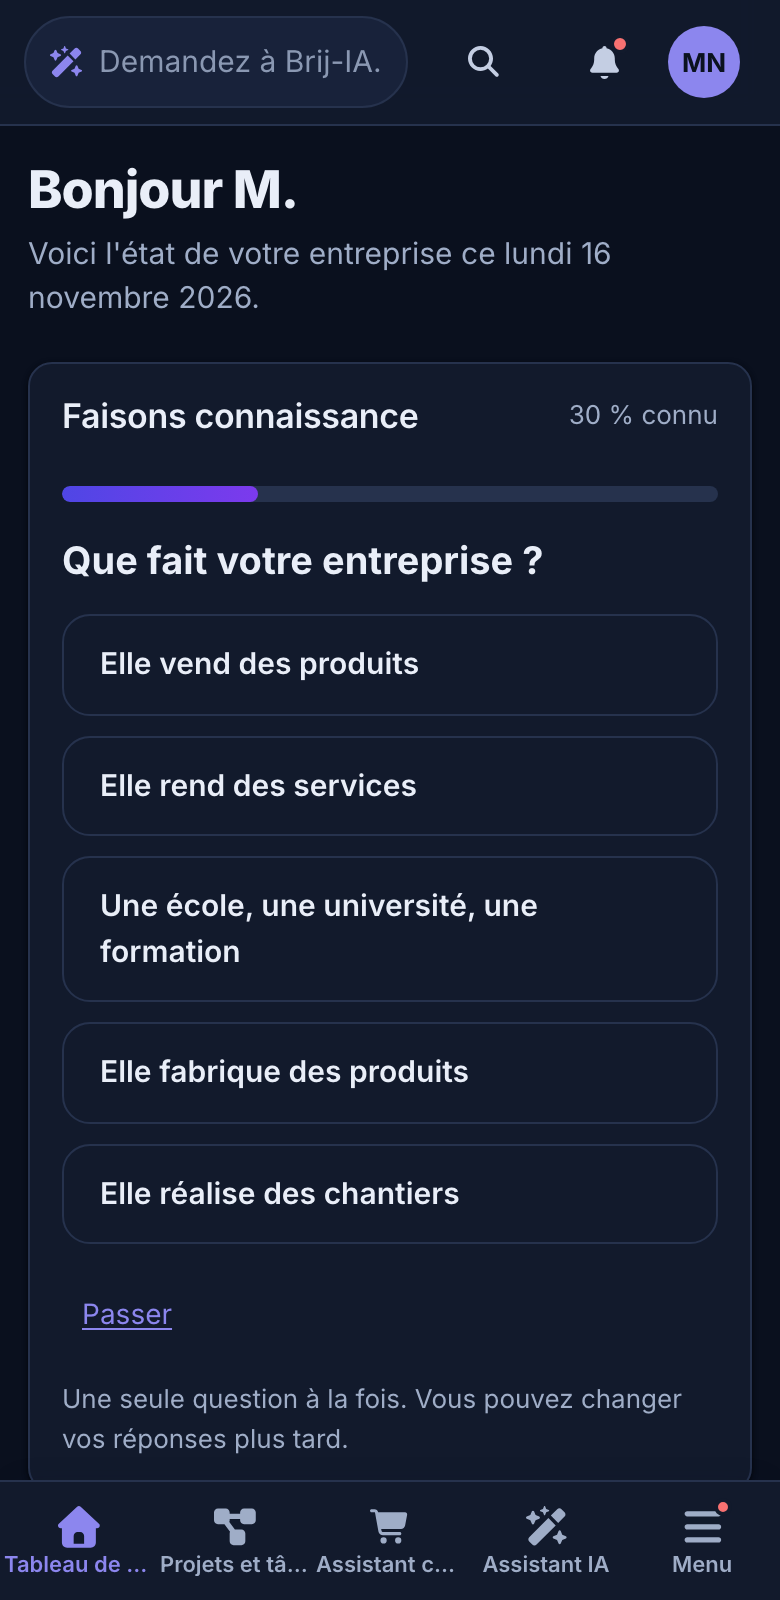 Demandez à Brij-IA.
MN
Bonjour M.
Voici l'état de votre entreprise ce lundi 16
novembre 2026.
Faisons connaissance
30 % connu
Que fait votre entreprise ?
Elle vend des produits
Elle rend des services
Une école, une université, une
formation
Elle fabrique des produits
Elle réalise des chantiers
Passer
Une seule question à la fois. Vous pouvez changer
vos réponses plus tard.
Tableau de ...
Projets et tâ...
Assistant c...
Assistant IA
Menu